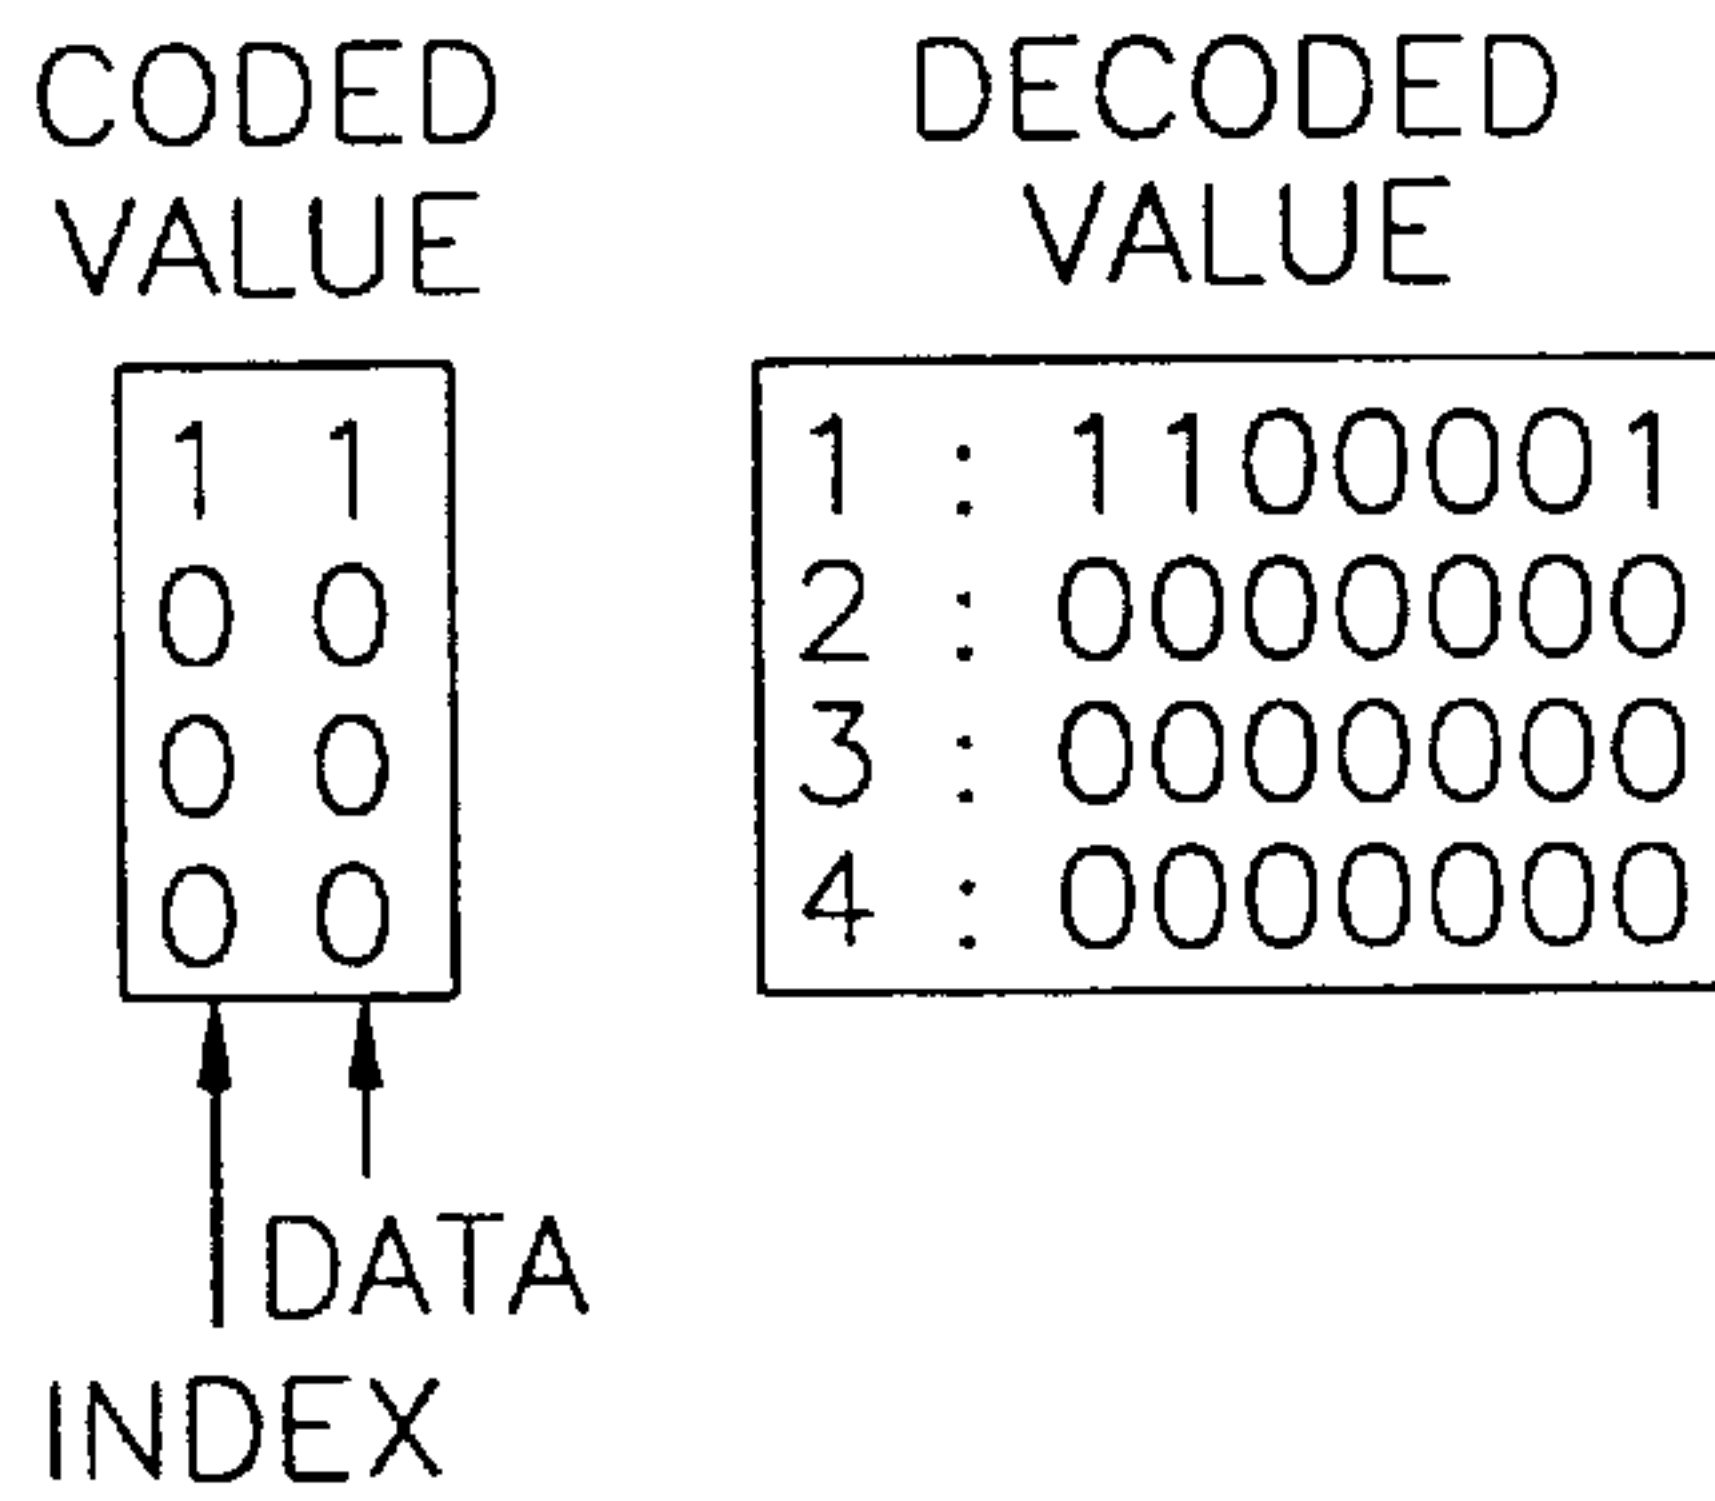 CODED
VALUE
DECODED
VALUE
1 1
0 0
0 0
0 0
1 : 1100001
2 : 0000000
3 : 0000000
4 : 0000000
DATA
INDEX